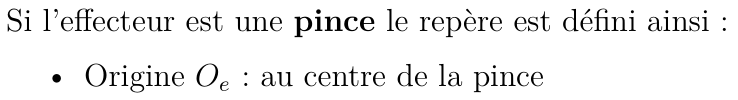 Si l'effecteur est une pince le repère est défini ainsi :
• Origine Oₑ : au centre de la pince